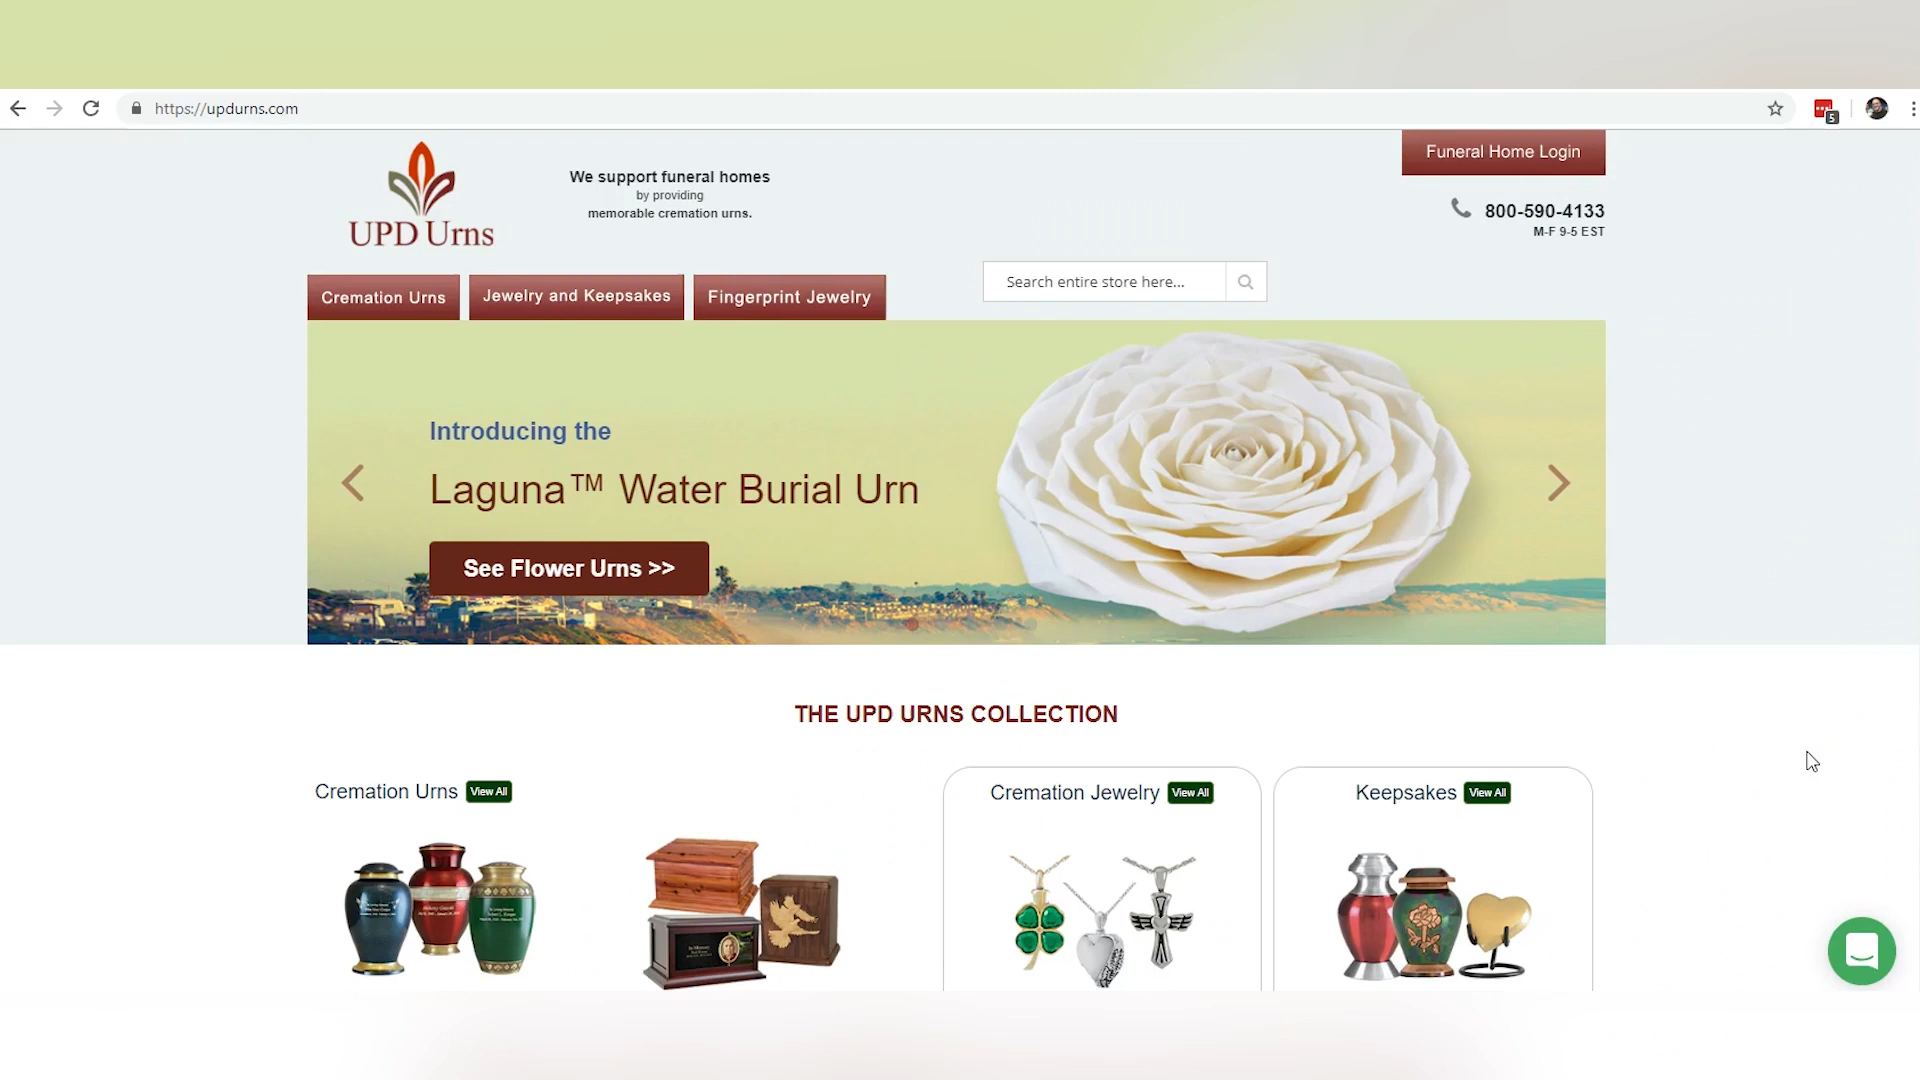 https://updurns.com
5
Funeral Home Login
UPD Urns
We support funeral homes
by providing
memorable cremation urns.
800-590-4133
M-F 9-5 EST
Cremation Urns
Jewelry and Keepsakes
Fingerprint Jewelry
Search entire store here...
Introducing the
Laguna™ Water Burial Urn
See Flower Urns >>
THE UPD URNS COLLECTION
Cremation Urns View All
Cremation Jewelry View All
Keepsakes View All